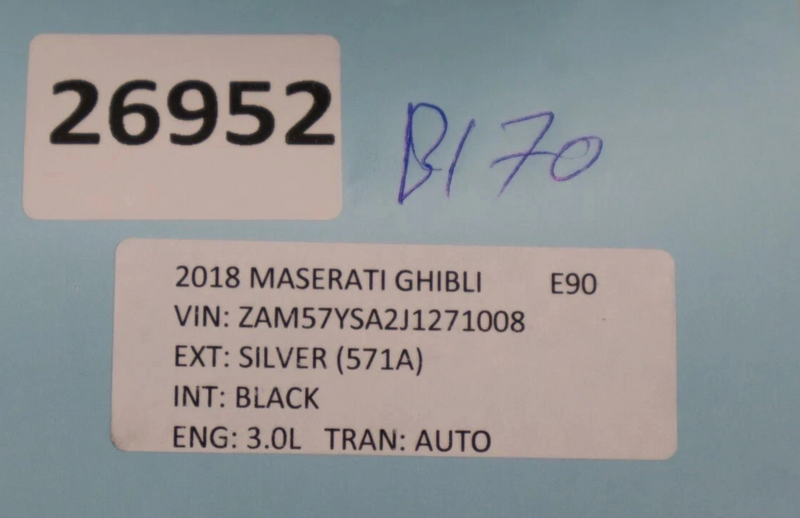 26952
B170
2018 MASERATI GHIBLI E90
VIN: ZAM57YSA2J1271008
EXT: SILVER (571A)
INT: BLACK
ENG: 3.0L TRAN: AUTO